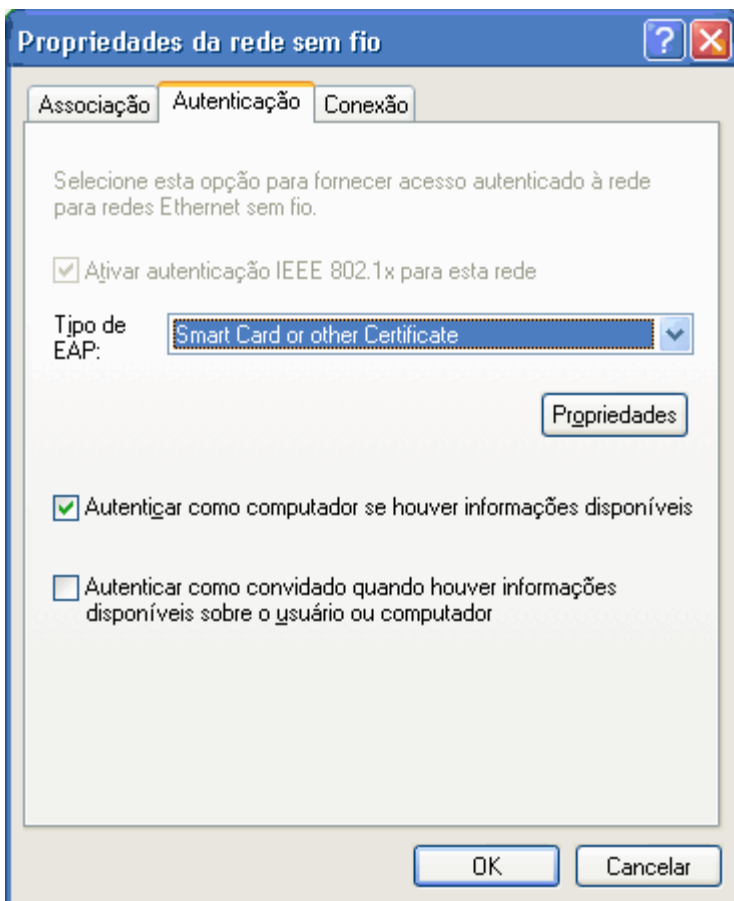 Propriedades da rede sem fio
Associação Autenticação Conexão
Selecione esta opção para fornecer acesso autenticado à rede
para redes Ethernet sem fio.
Ativar autenticação IEEE 802.1x para esta rede
Tipo de
EAP:
Smart Card or other Certificate
Propriedades
Autenticar como computador se houver informações disponíveis
Autenticar como convidado quando houver informações
disponíveis sobre o usuário ou computador
OK Cancelar